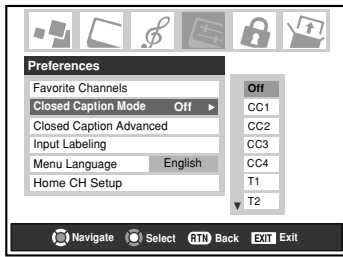 Preferences
Favorite Channels
Closed Caption Mode Off
Closed Caption Advanced
Input Labeling
Menu Language English
Home CH Setup
Off
CC1
CC2
CC3
CC4
T1
T2
Navigate Select RTN Back EXIT Exit